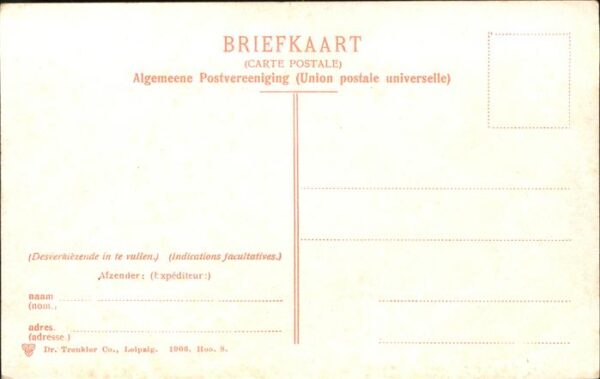 BRIEFKAART
(CARTE POSTALE)
Algemeene Postvereeniging (Union postale universelle)
(Desverkiezende in te vullen.) (Indications facultatives.)
Afzender: (Expéditeur:)
naam
(nom.)
adres.
(adresse.)
Dr. Trenkler Co., Leipzig. 1906. Hoo. 8.